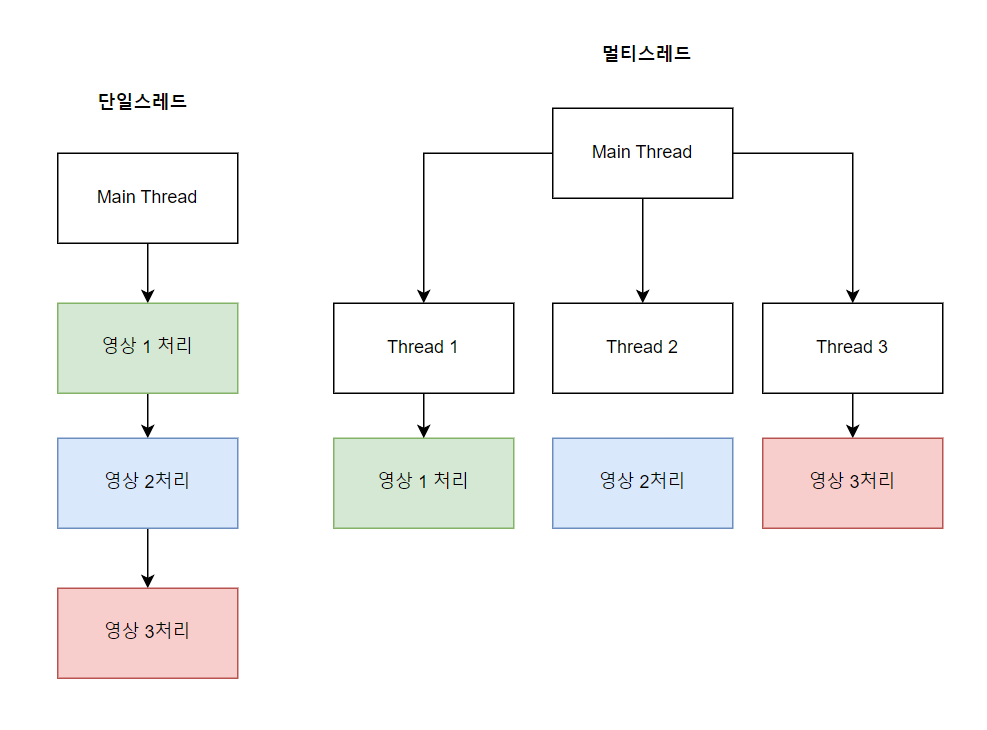 단일스레드
Main Thread
영상 1 처리
영상 2처리
영상 3처리
멀티스레드
Main Thread
Thread 1
Thread 2
Thread 3
영상 1 처리
영상 2처리
영상 3처리